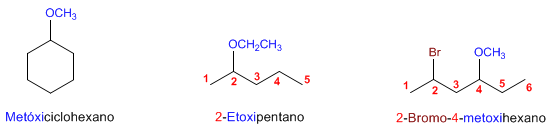 OCH3
Metóxiciclohexano
OCH2CH3
1 2 3 4 5
2-Etoxipentano
Br OCH3
1 2 3 4 5 6
2-Bromo-4-metoxihexano